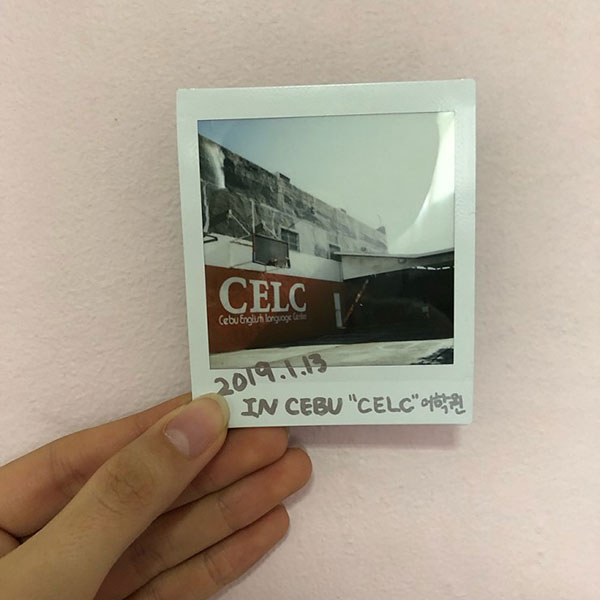 CELC
Cebu English Language Center
2019.1.13
IN CEBU "CELC" 어학원